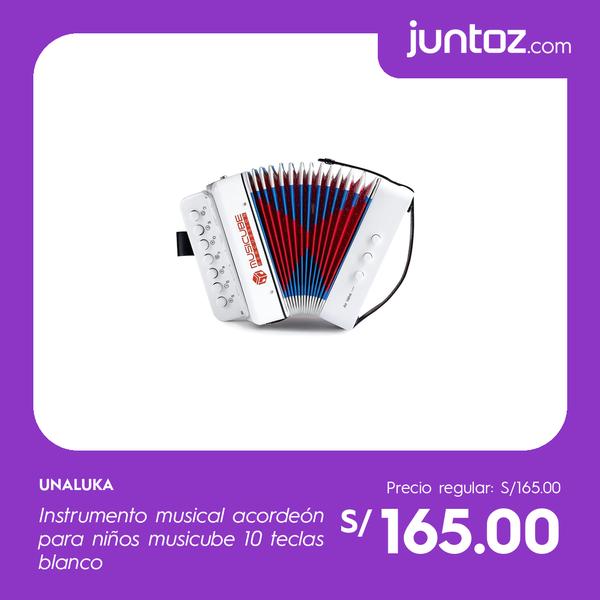 juntoz.com
MUSICUBE
UNALUKA
Instrumento musical acordeón
para niños musicube 10 teclas
blanco
Precio regular: S/165.00
S/165.00